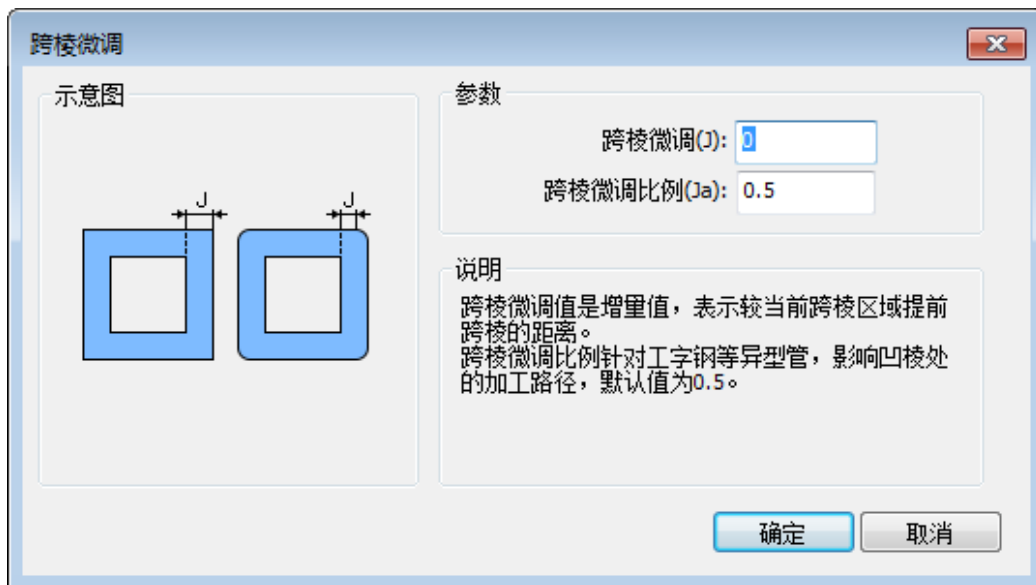 跨棱微调
示意图
J
J
参数
跨棱微调(J): 0
跨棱微调比例(Ja): 0.5
说明
跨棱微调值是增量值，表示较当前跨棱区域提前
跨棱的距离。
跨棱微调比例针对工字钢等异型管，影响凹棱处
的加工路径，默认值为0.5。
确定
取消